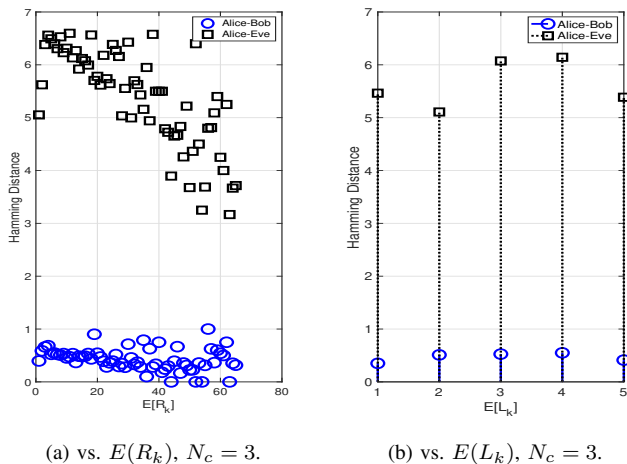 Hamming Distance
7
6
5
4
3
2
1
0
0 20 40 60 80
E[R_k]
Alice-Bob
Alice-Eve
Hamming Distance
7
6
5
4
3
2
1
0
1 2 3 4 5
E[L_k]
Alice-Bob
Alice-Eve
(a) vs. E(R_k), N_c = 3.
(b) vs. E(L_k), N_c = 3.